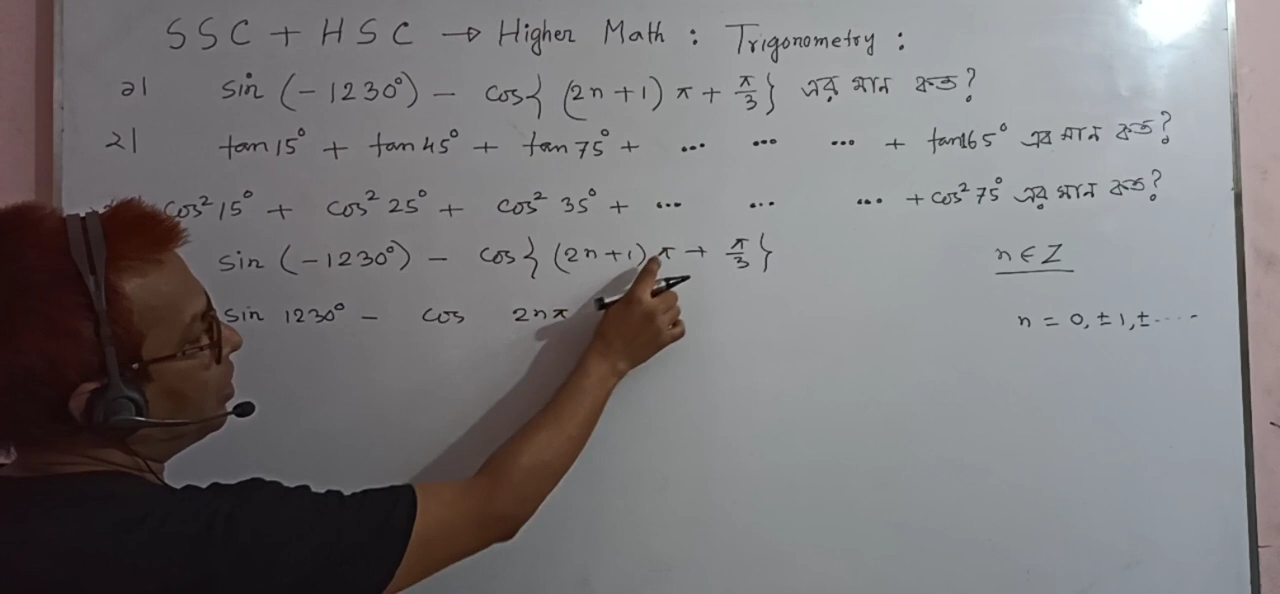 SSC + HSC → Higher Math : Trigonometry :
১। sin (-1230°) - cos{ (2n+1) π + π/3 } এর মান কত?
২। tan 15° + tan 45° + tan 75° + ... ... ... + tan165° এর মান কত?
cos² 15° + cos² 25° + cos² 35° + ... ... ... + cos² 75° এর মান কত?
sin (-1230°) - cos{ (2n+1) π + π/3 } n ∈ Z
sin 1230° - cos 2nπ n = 0, ±1, ± ....